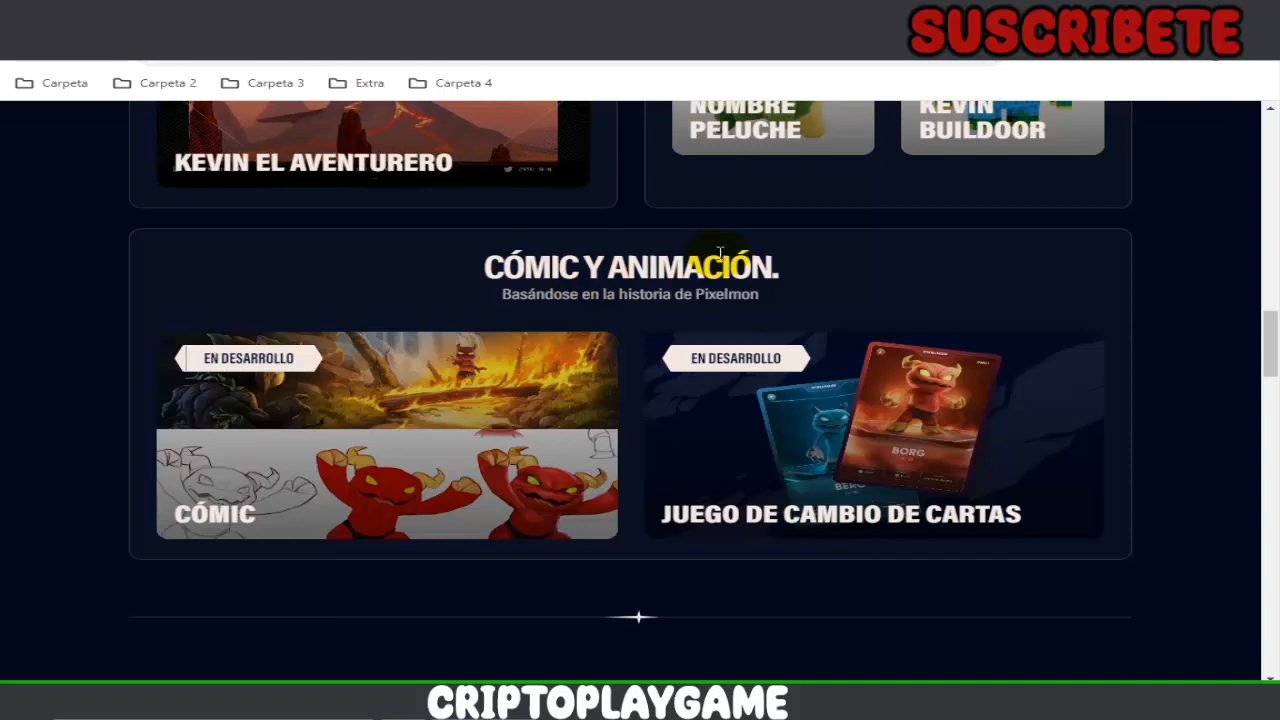 SUSCRIBETE
Carpeta
Carpeta 2
Carpeta 3
Extra
Carpeta 4
KEVIN EL AVENTURERO
NOMBRE
PELUCHE
KEVIN
BUILDOOR
CÓMIC Y ANIMACIÓN.
Basándose en la historia de Pixelmon
EN DESARROLLO
CÓMIC
EN DESARROLLO
BORG
JUEGO DE CAMBIO DE CARTAS
CRIPTOPLAYGAME